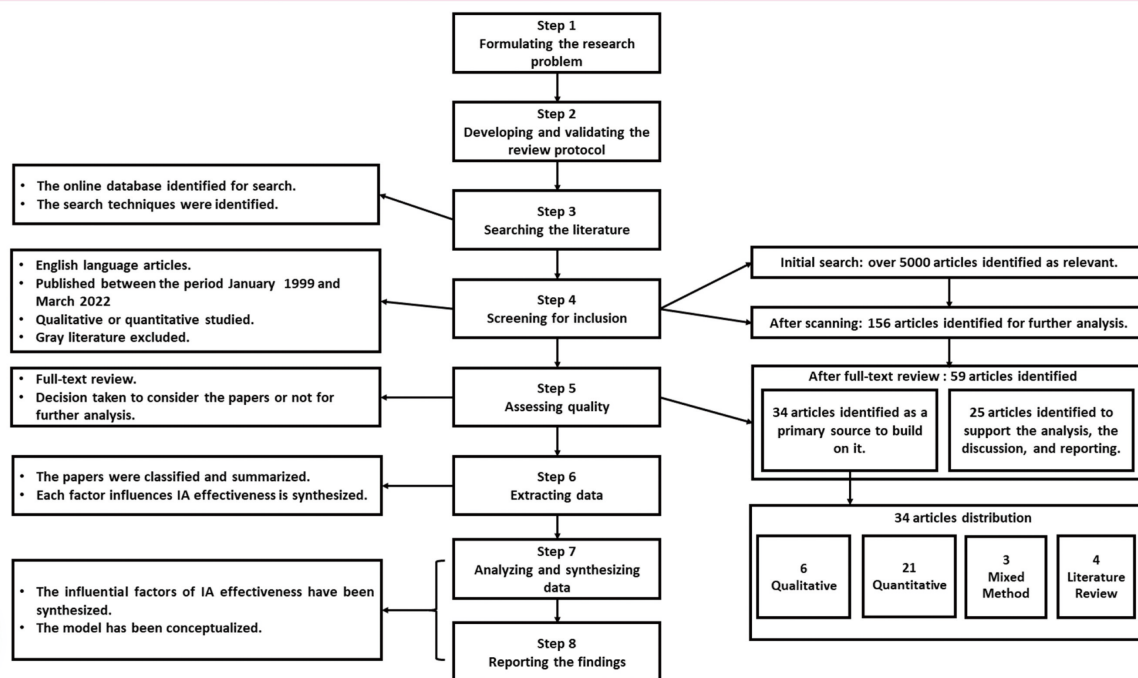 Step 1
Formulating the research
problem
Step 2
Developing and validating the
review protocol
• The online database identified for search.
• The search techniques were identified.
Step 3
Searching the literature
• English language articles.
• Published between the period January 1999 and
March 2022
• Qualitative or quantitative studied.
• Gray literature excluded.
Step 4
Screening for inclusion
Initial search: over 5000 articles identified as relevant.
After scanning: 156 articles identified for further analysis.
• Full-text review.
• Decision taken to consider the papers or not for
further analysis.
Step 5
Assessing quality
After full-text review : 59 articles identified
34 articles identified as a
primary source to build
on it.
25 articles identified to
support the analysis, the
discussion, and reporting.
• The papers were classified and summarized.
• Each factor influences IA effectiveness is synthesized.
Step 6
Extracting data
34 articles distribution
6
Qualitative
21
Quantitative
3
Mixed
Method
4
Literature
Review
Step 7
Analyzing and synthesizing
data
• The influential factors of IA effectiveness have been
synthesized.
• The model has been conceptualized.
Step 8
Reporting the findings